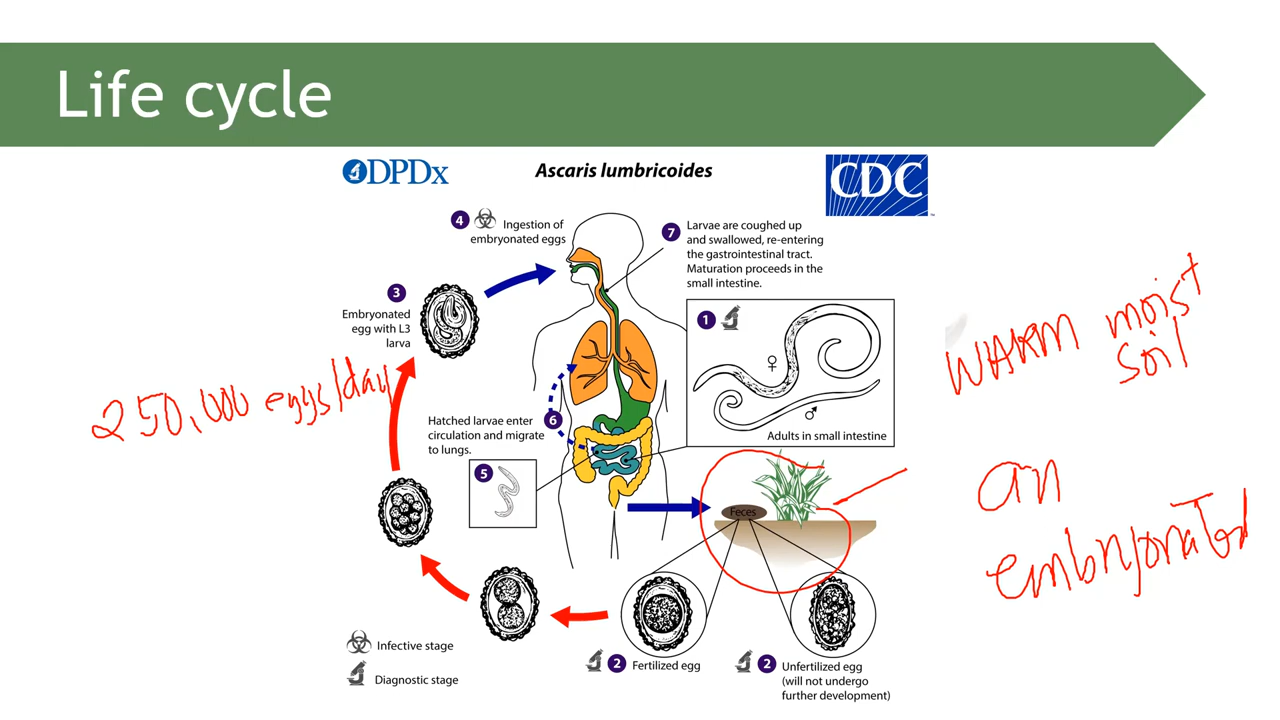 Life cycle
DPDx
Ascaris lumbricoides
CDC
4
Ingestion of
embryonated eggs
7
Larvae are coughed up
and swallowed, re-entering
the gastrointestinal tract.
Maturation proceeds in the
small intestine.
3
Embryonated
egg with L3
larva
1
♀
♂
Adults in small intestine
WARM moist
soil
250,000 eggs/day
Hatched larvae enter
circulation and migrate
to lungs.
6
5
Feces
an
embryonated
2
Fertilized egg
2
Unfertilized egg
(will not undergo
further development)
Infective stage
Diagnostic stage